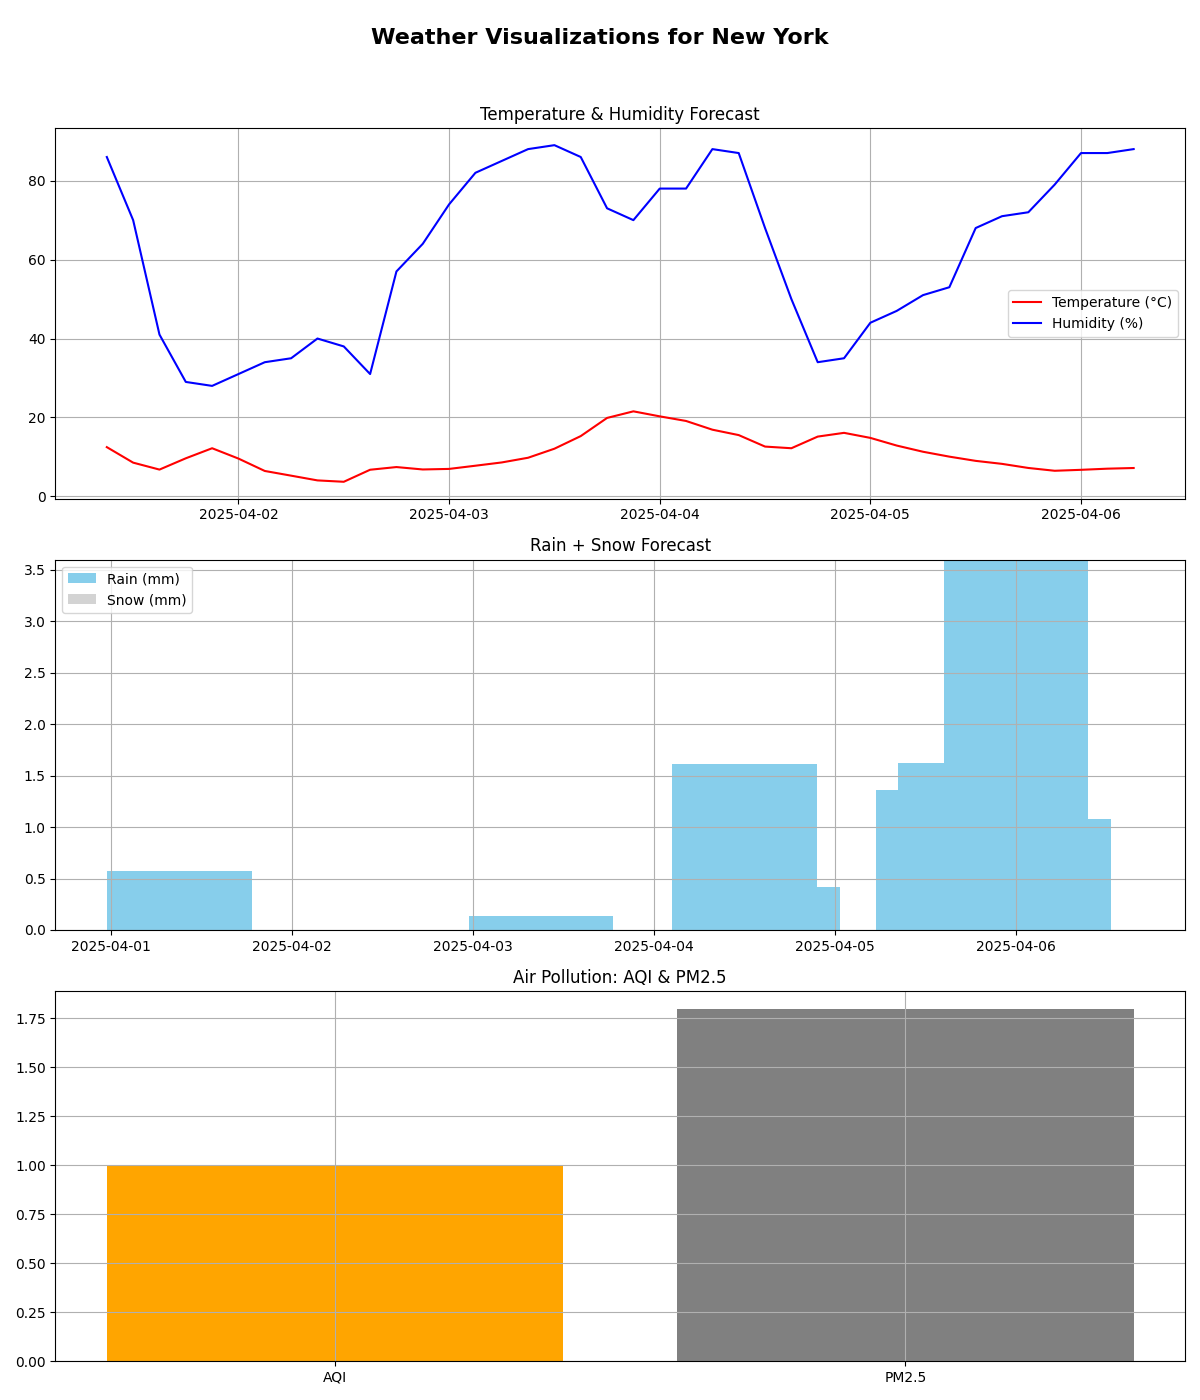 Weather Visualizations for New York
Temperature & Humidity Forecast
80
60
40
20
0
Temperature (°C)
Humidity (%)
2025-04-02 2025-04-03 2025-04-04 2025-04-05 2025-04-06
Rain + Snow Forecast
3.5
3.0
2.5
2.0
1.5
1.0
0.5
0.0
Rain (mm)
Snow (mm)
2025-04-01 2025-04-02 2025-04-03 2025-04-04 2025-04-05 2025-04-06
Air Pollution: AQI & PM2.5
1.75
1.50
1.25
1.00
0.75
0.50
0.25
0.00
AQI PM2.5